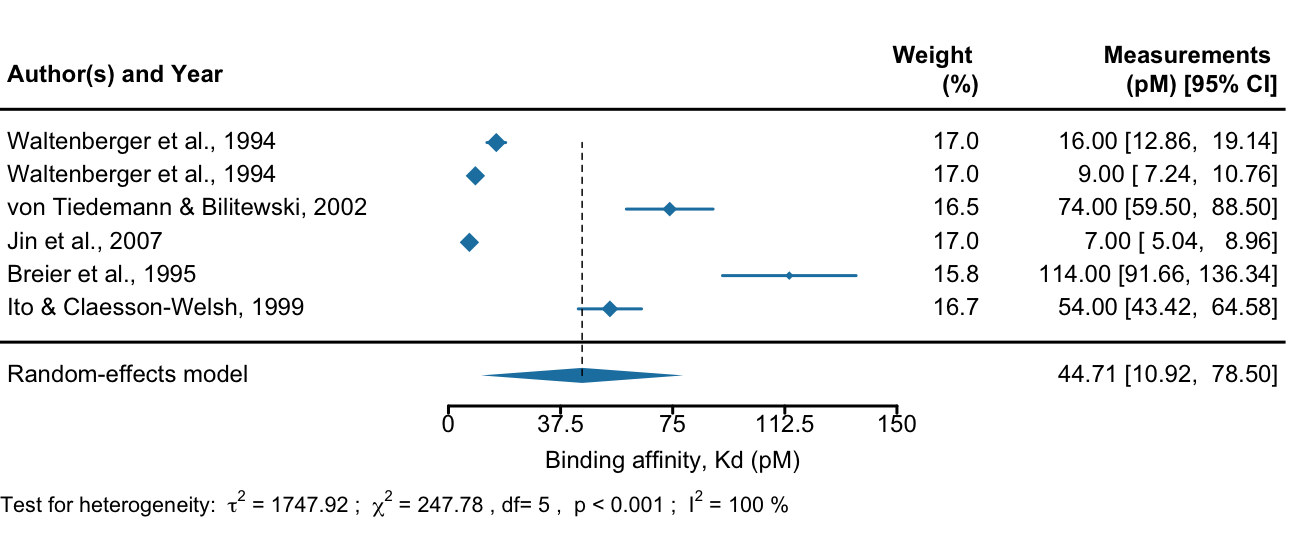 Weight Measurements
Author(s) and Year (%) (pM) [95% CI]
Waltenberger et al., 1994 17.0 16.00 [12.86, 19.14]
Waltenberger et al., 1994 17.0 9.00 [ 7.24, 10.76]
von Tiedemann & Bilitewski, 2002 16.5 74.00 [59.50, 88.50]
Jin et al., 2007 17.0 7.00 [ 5.04, 8.96]
Breier et al., 1995 15.8 114.00 [91.66, 136.34]
Ito & Claesson-Welsh, 1999 16.7 54.00 [43.42, 64.58]
Random-effects model 44.71 [10.92, 78.50]
0 37.5 75 112.5 150
Binding affinity, Kd (pM)
Test for heterogeneity: τ² = 1747.92 ; χ² = 247.78 , df= 5 , p < 0.001 ; I² = 100 %